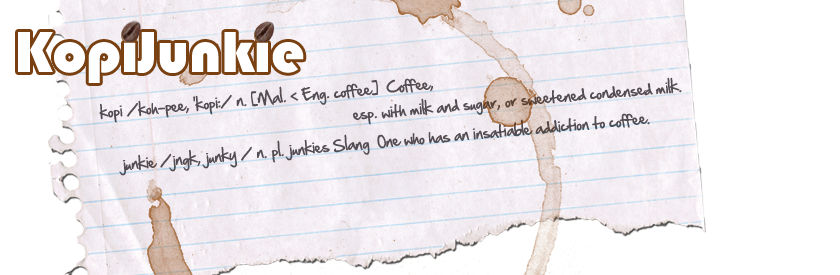 KopiJunkie
kopi /koh-pee, 'kopi:/ n. [Mal. < Eng. coffee] Coffee,
esp. with milk and sugar, or sweetened condensed milk.
junkie /jngk, junky / n. pl. junkies Slang One who has an insatiable addiction to coffee.